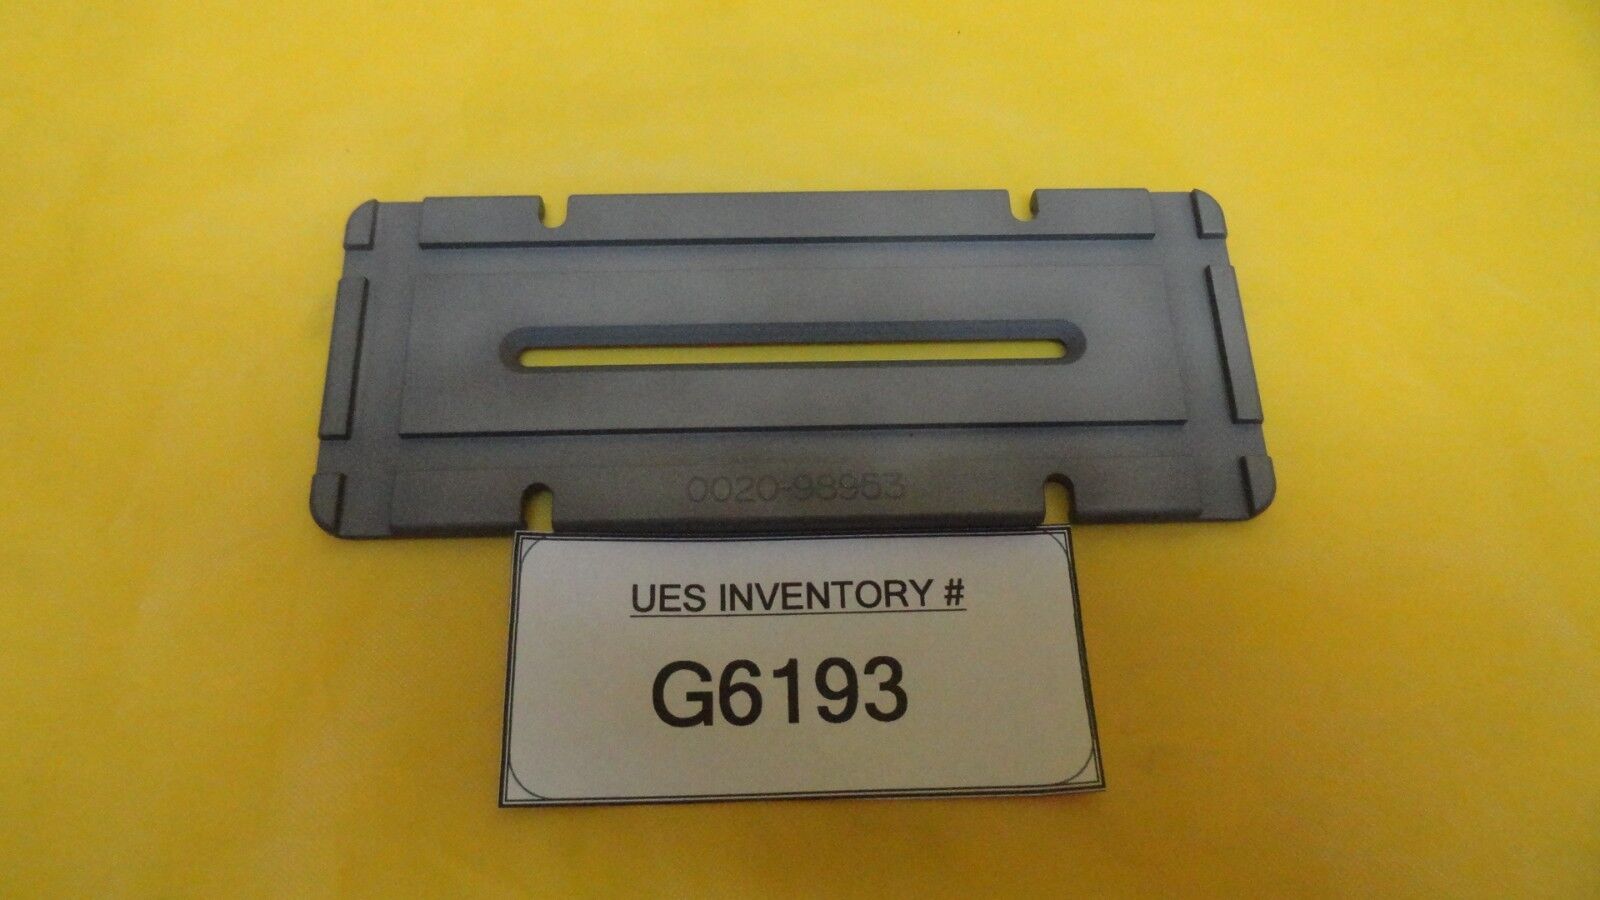 0020-98953
UES INVENTORY #
G6193